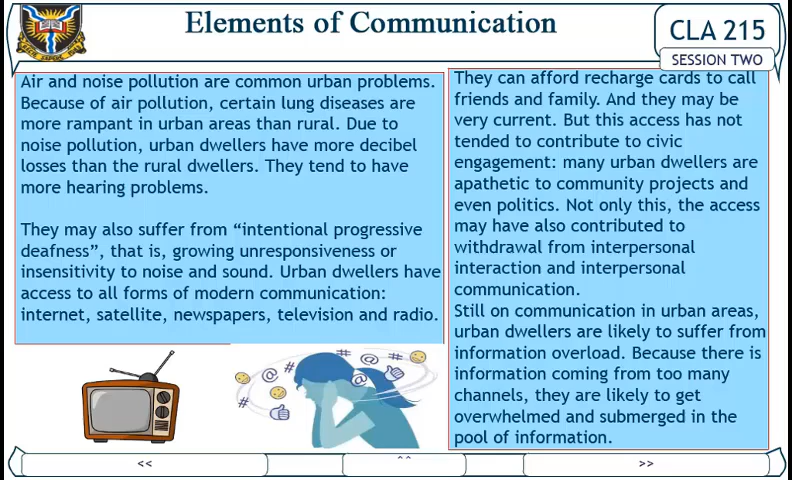 Elements of Communication
CLA 215
SESSION TWO
Air and noise pollution are common urban problems.
Because of air pollution, certain lung diseases are
more rampant in urban areas than rural. Due to
noise pollution, urban dwellers have more decibel
losses than the rural dwellers. They tend to have
more hearing problems.
They may also suffer from “intentional progressive
deafness”, that is, growing unresponsiveness or
insensitivity to noise and sound. Urban dwellers have
access to all forms of modern communication:
internet, satellite, newspapers, television and radio.
They can afford recharge cards to call
friends and family. And they may be
very current. But this access has not
tended to contribute to civic
engagement: many urban dwellers are
apathetic to community projects and
even politics. Not only this, the access
may have also contributed to
withdrawal from interpersonal
interaction and interpersonal
communication.
Still on communication in urban areas,
urban dwellers are likely to suffer from
information overload. Because there is
information coming from too many
channels, they are likely to get
overwhelmed and submerged in the
pool of information.
<<
^^
>>